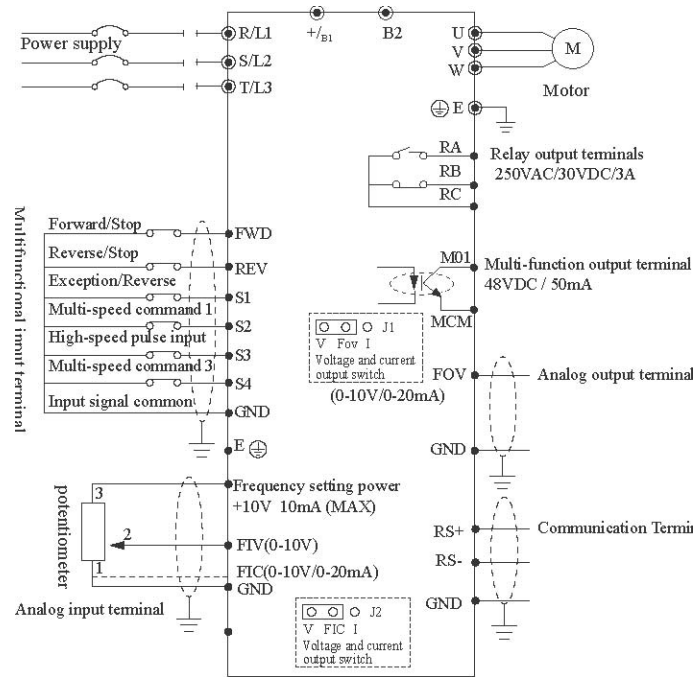 R/L1
+/B1
B2
U
V
W
M
Power supply
S/L2
T/L3
Motor
E
RA
RB
RC
Relay output terminals
250VAC/30VDC/3A
Multifunctional input terminal
Forward/Stop
FWD
Reverse/Stop
REV
Exception/Reverse
S1
Multi-speed command 1
S2
High-speed pulse input
S3
Multi-speed command 3
S4
Input signal common
GND
E
M01
MCM
Multi-function output terminal
48VDC / 50mA
J1
V Fov I
Voltage and current
output switch
(0-10V/0-20mA)
FOV
Analog output terminal
GND
potentiometer
3
2
1
Frequency setting power
+10V 10mA (MAX)
FIV(0-10V)
FIC(0-10V/0-20mA)
GND
Analog input terminal
RS+
RS-
GND
Communication Termin
J2
V FIC I
Voltage and current
output switch